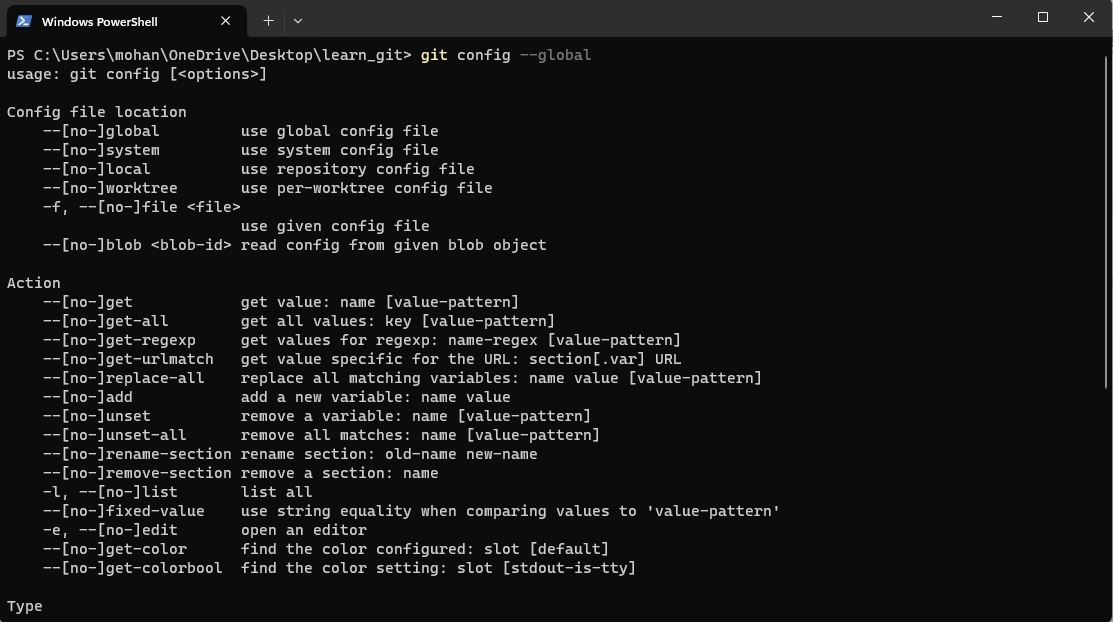 Windows PowerShell
PS C:\Users\mohan\OneDrive\Desktop\learn_git> git config --global
usage: git config [<options>]

Config file location
    --[no-]global         use global config file
    --[no-]system         use system config file
    --[no-]local          use repository config file
    --[no-]worktree       use per-worktree config file
    -f, --[no-]file <file>
                          use given config file
    --[no-]blob <blob-id> read config from given blob object

Action
    --[no-]get            get value: name [value-pattern]
    --[no-]get-all        get all values: key [value-pattern]
    --[no-]get-regexp     get values for regexp: name-regex [value-pattern]
    --[no-]get-urlmatch   get value specific for the URL: section[.var] URL
    --[no-]replace-all    replace all matching variables: name value [value-pattern]
    --[no-]add            add a new variable: name value
    --[no-]unset          remove a variable: name [value-pattern]
    --[no-]unset-all      remove all matches: name [value-pattern]
    --[no-]rename-section rename section: old-name new-name
    --[no-]remove-section remove a section: name
    -l, --[no-]list       list all
    --[no-]fixed-value    use string equality when comparing values to 'value-pattern'
    -e, --[no-]edit       open an editor
    --[no-]get-color      find the color configured: slot [default]
    --[no-]get-colorbool  find the color setting: slot [stdout-is-tty]

Type